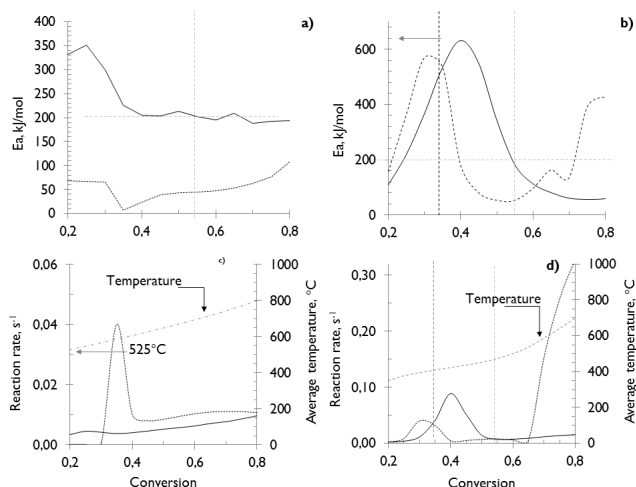 a)
400
350
300
250
200
150
100
50
0
Ea, kJ/mol
0,2 0,4 0,6 0,8
b)
600
400
200
0
Ea, kJ/mol
0,2 0,4 0,6 0,8
c)
0,06
0,04
0,02
0,00
Reaction rate, s-1
Temperature
525°C
1000
800
600
400
200
0
Average temperature, °C
0,2 0,4 0,6 0,8
Conversion
d)
0,30
0,20
0,10
0,00
Reaction rate, s-1
Temperature
1000
800
600
400
200
0
Average temperature, °C
0,2 0,4 0,6 0,8
Conversion